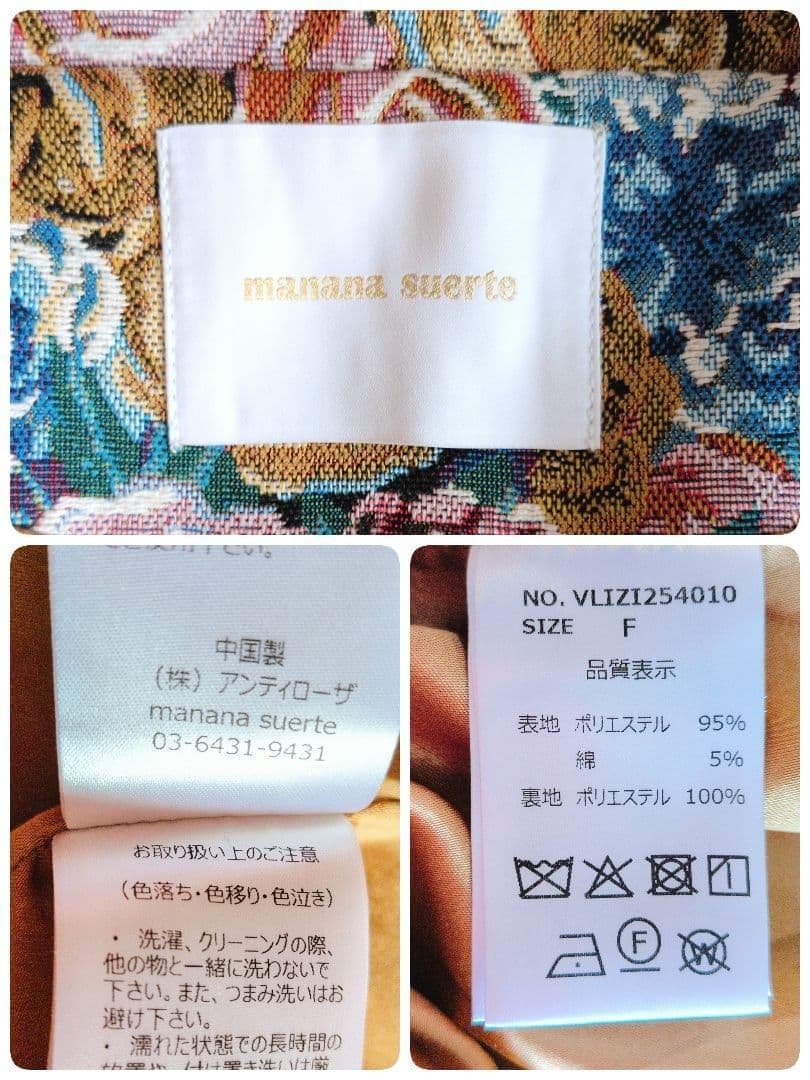 manana suerte
中国製
（株）アンティローザ
manana suerte
03-6431-9431
お取り扱い上のご注意
（色落ち・色移り・色泣き）
・ 洗濯、クリーニングの際、
他の物と一緒に洗わないで
下さい。また、つまみ洗いはお
避け下さい。
・ 濡れた状態での長時間の
NO. VLIZI254010
SIZE F
品質表示
表地 ポリエステル 95%
綿 5%
裏地 ポリエステル 100%
F
W